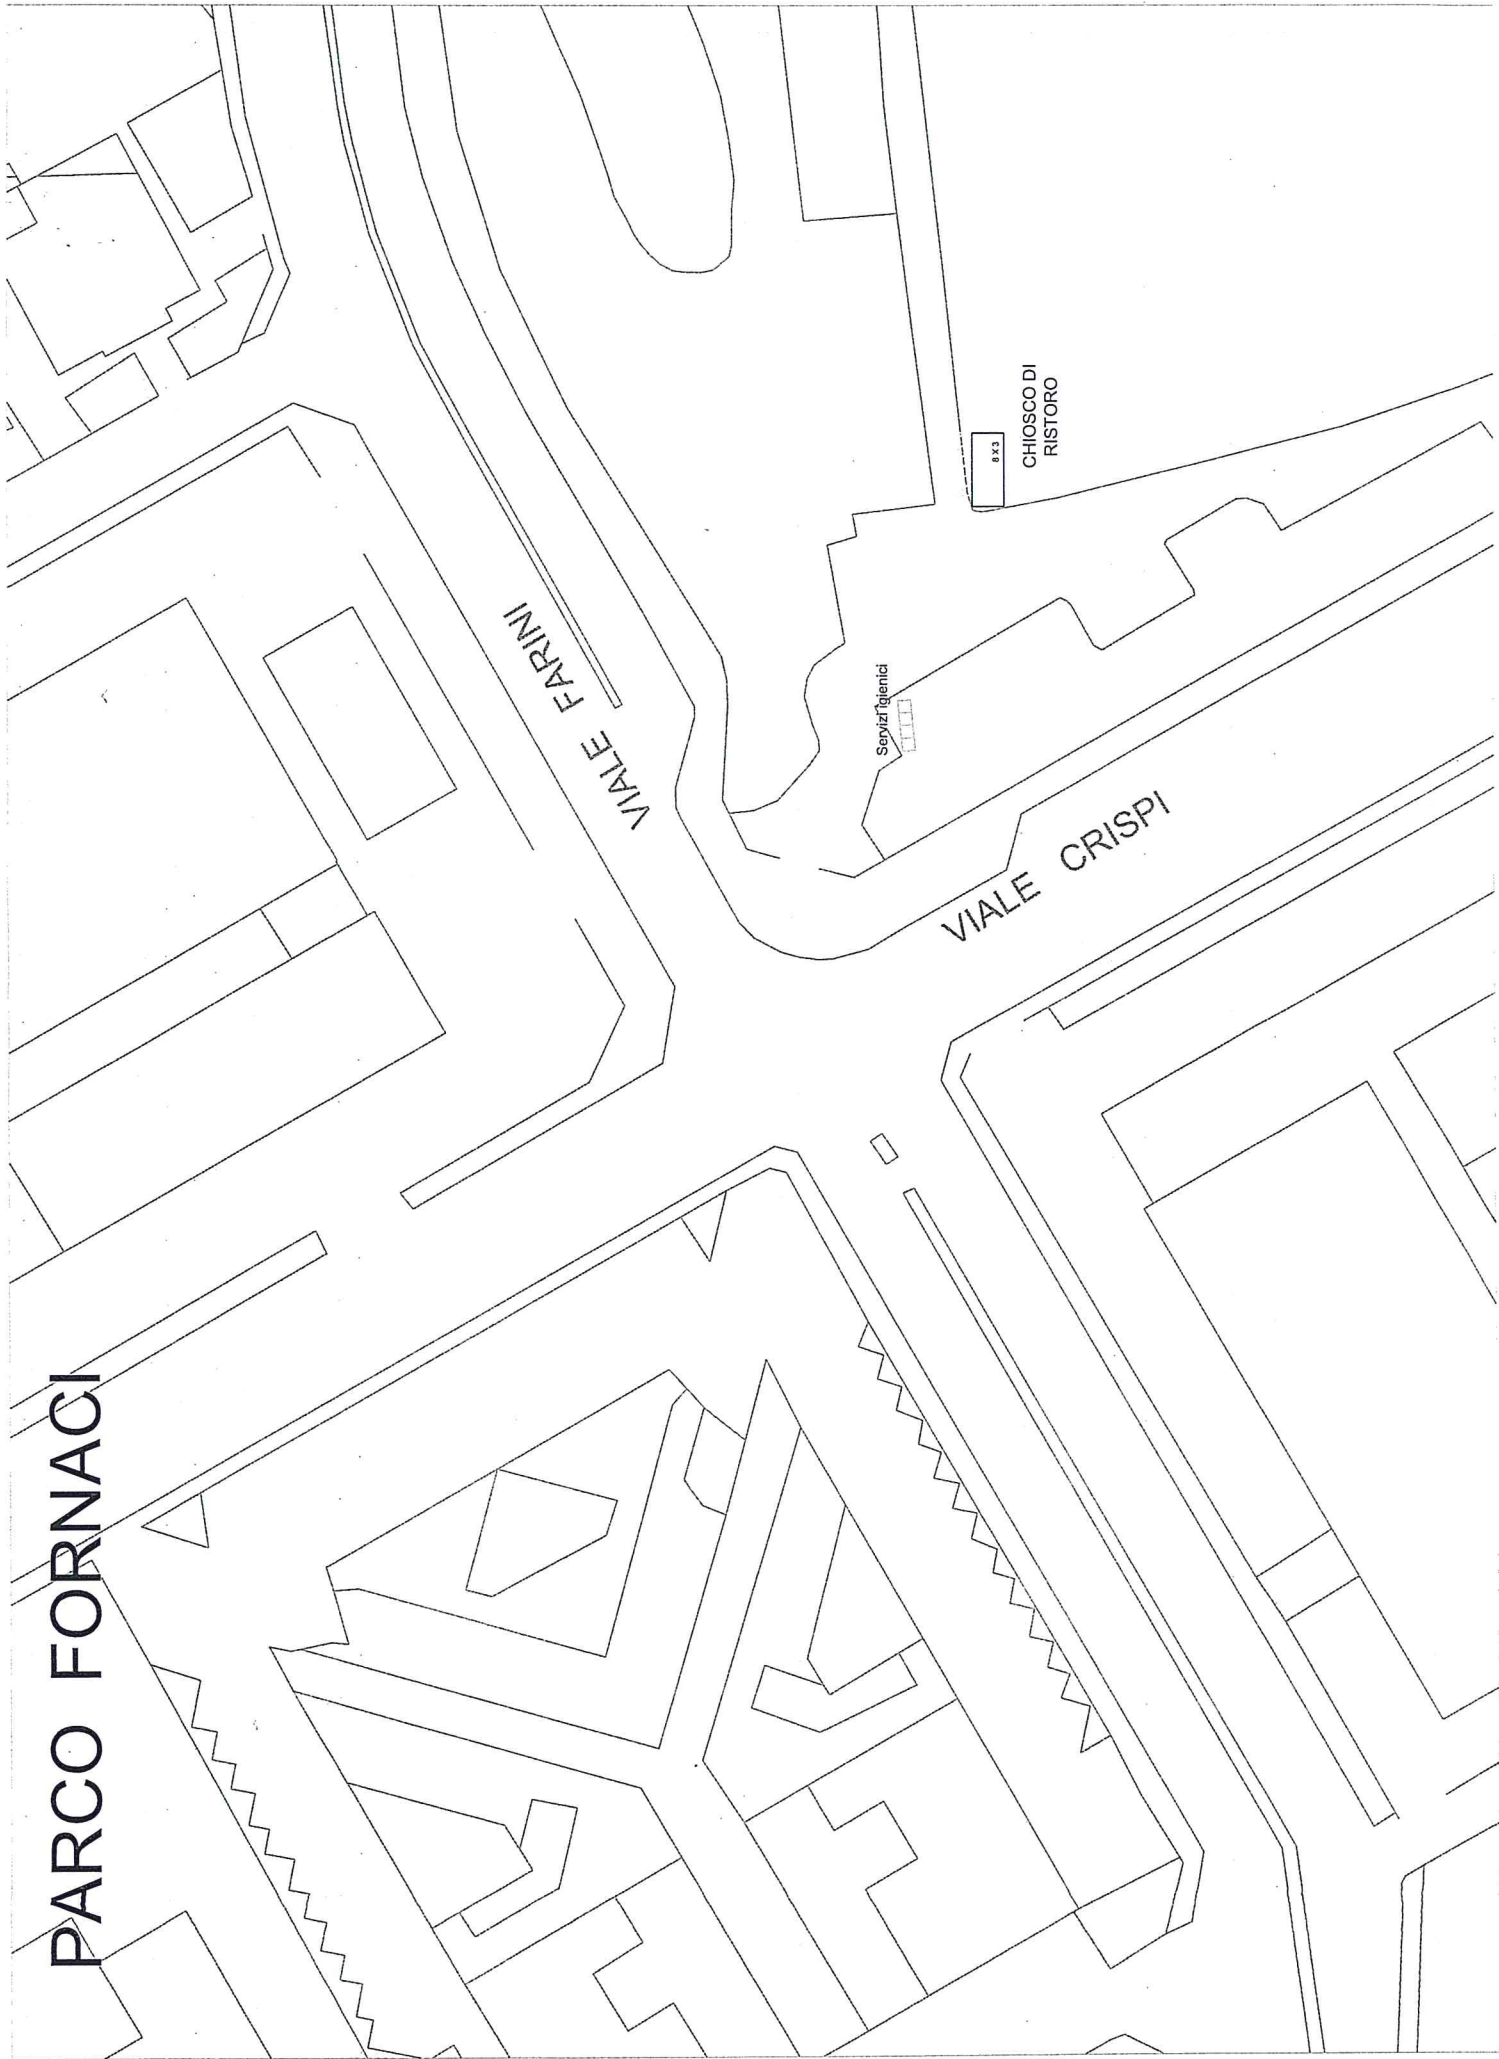 PARCO FORNACI
VIALE FARINI
VIALE CRISPI
Servizi igienici
8 X 3
CHIOSCO DI
RISTORO